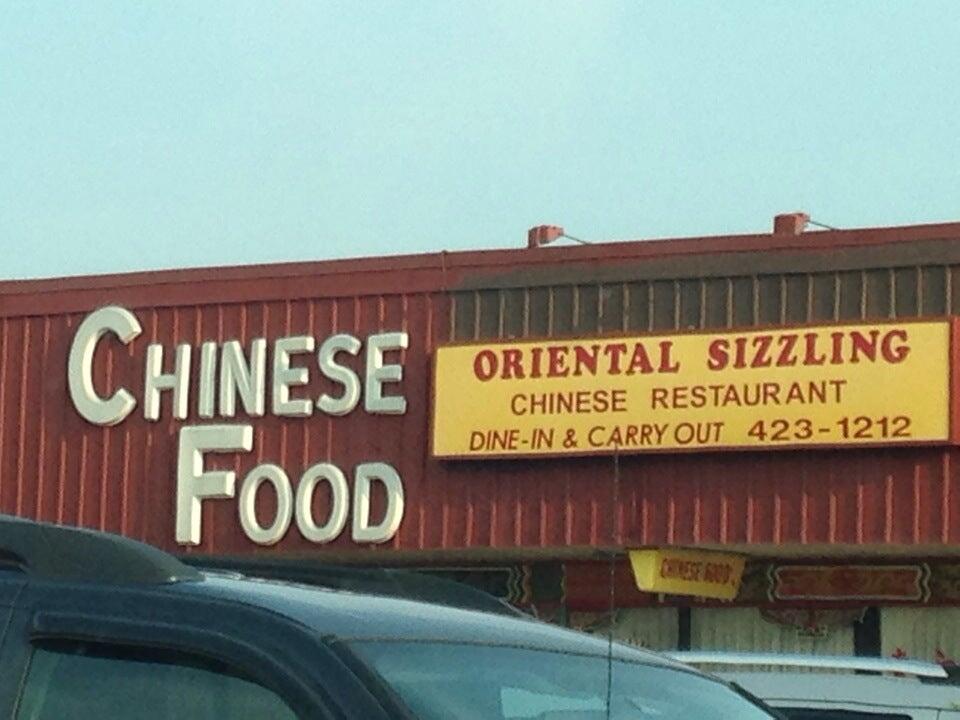 CHINESE
FOOD
ORIENTAL SIZZLING
CHINESE RESTAURANT
DINE-IN & CARRY OUT 423-1212
CHINESE FOOD